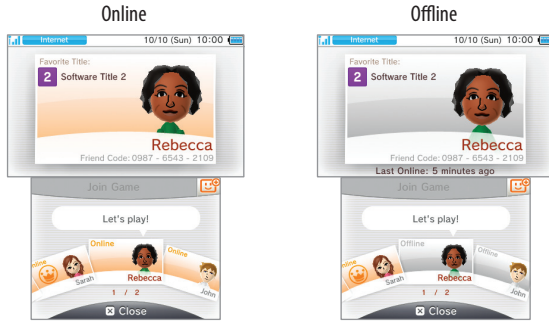 Online
Internet
10/10 (Sun) 10:00
Favorite Title:
2 Software Title 2
Rebecca
Friend Code: 0987 - 6543 - 2109
Join Game
Let's play!
Online
Online
Online
Sarah
Rebecca
John
1 / 2
Close
Offline
Internet
10/10 (Sun) 10:00
Favorite Title:
2 Software Title 2
Rebecca
Friend Code: 0987 - 6543 - 2109
Last Online: 5 minutes ago
Join Game
Let's play!
Online
Offline
Offline
Sarah
Rebecca
John
1 / 2
Close